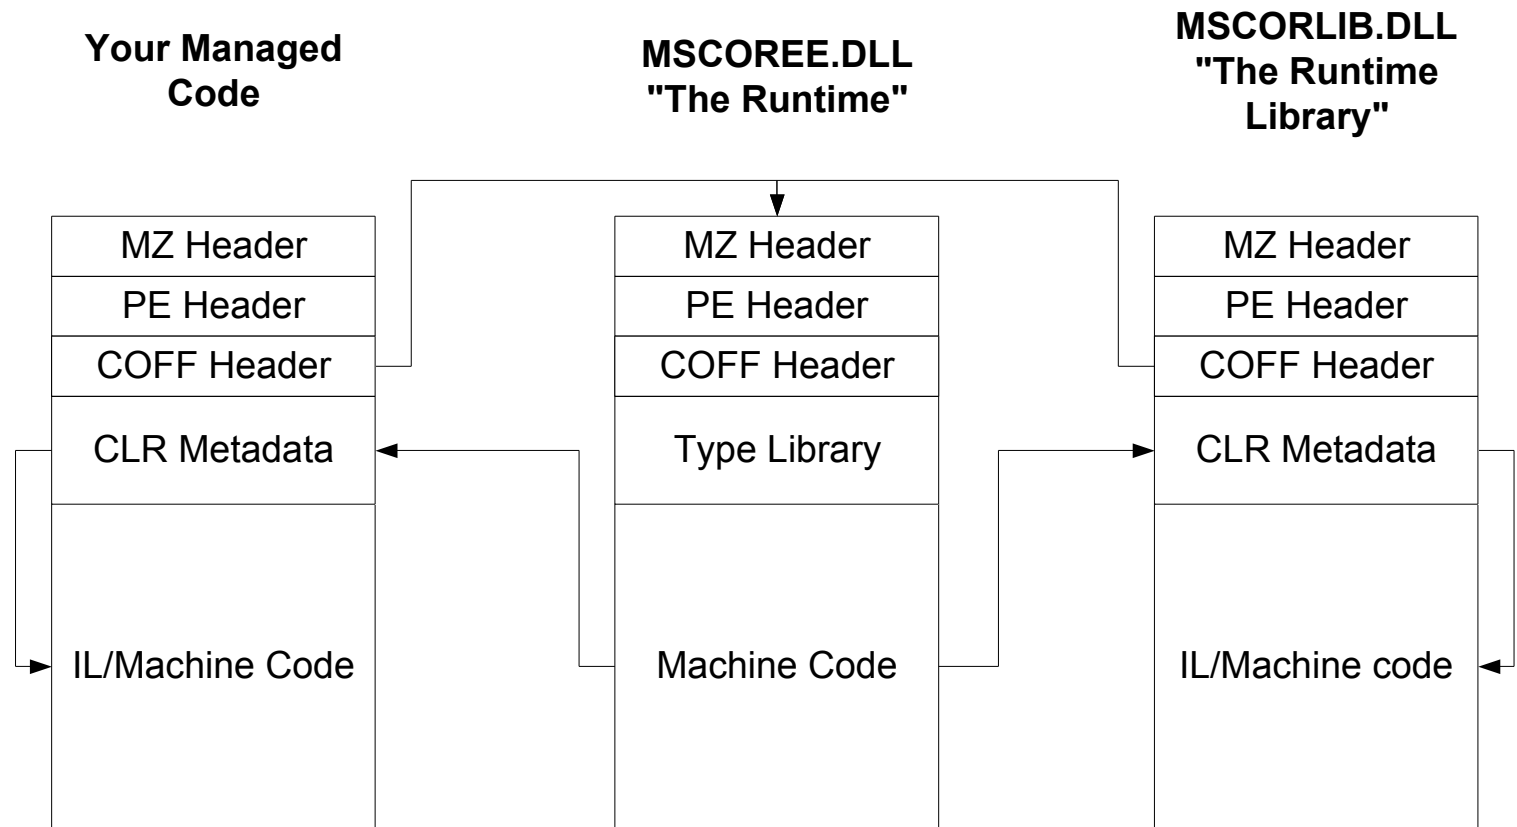 Your Managed
Code
MSCOREE.DLL
"The Runtime"
MSCORLIB.DLL
"The Runtime
Library"
MZ Header
PE Header
COFF Header
CLR Metadata
IL/Machine Code
MZ Header
PE Header
COFF Header
Type Library
Machine Code
MZ Header
PE Header
COFF Header
CLR Metadata
IL/Machine code